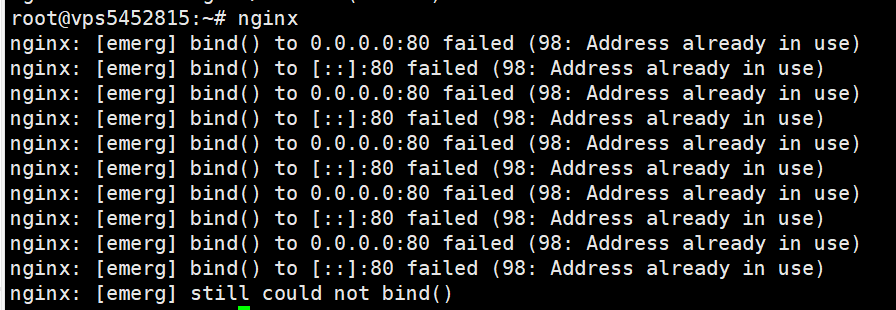 root@vps5452815:~# nginx
nginx: [emerg] bind() to 0.0.0.0:80 failed (98: Address already in use)
nginx: [emerg] bind() to [::]:80 failed (98: Address already in use)
nginx: [emerg] bind() to 0.0.0.0:80 failed (98: Address already in use)
nginx: [emerg] bind() to [::]:80 failed (98: Address already in use)
nginx: [emerg] bind() to 0.0.0.0:80 failed (98: Address already in use)
nginx: [emerg] bind() to [::]:80 failed (98: Address already in use)
nginx: [emerg] bind() to 0.0.0.0:80 failed (98: Address already in use)
nginx: [emerg] bind() to [::]:80 failed (98: Address already in use)
nginx: [emerg] bind() to 0.0.0.0:80 failed (98: Address already in use)
nginx: [emerg] bind() to [::]:80 failed (98: Address already in use)
nginx: [emerg] still could not bind()